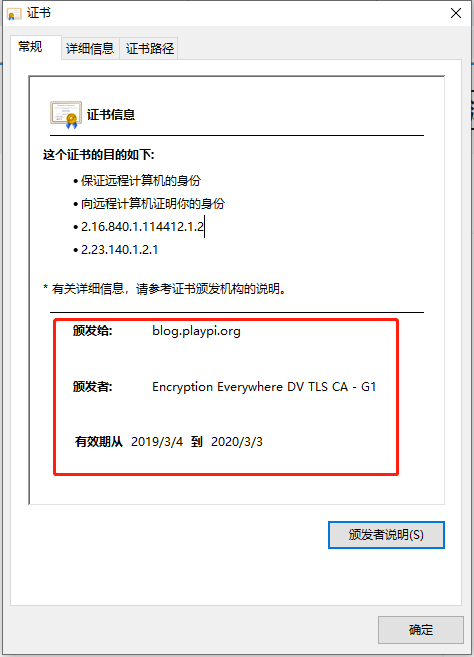 证书
常规
详细信息
证书路径
证书信息
这个证书的目的如下:
• 保证远程计算机的身份
• 向远程计算机证明你的身份
• 2.16.840.1.114412.1.2
• 2.23.140.1.2.1
* 有关详细信息，请参考证书颁发机构的说明。
颁发给: blog.playpi.org
颁发者: Encryption Everywhere DV TLS CA - G1
有效期从 2019/3/4 到 2020/3/3
颁发者说明(S)
确定